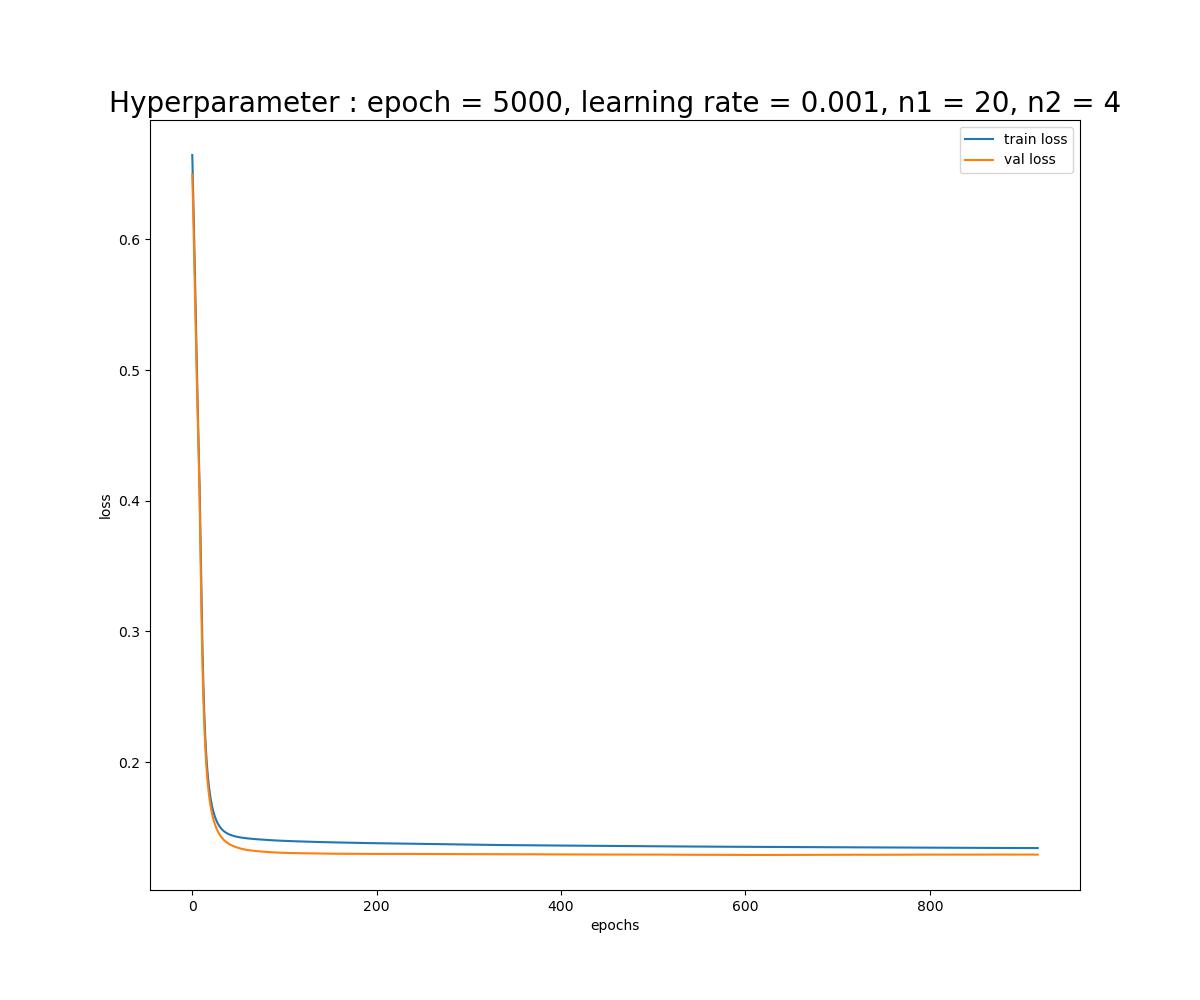 Hyperparameter : epoch = 5000, learning rate = 0.001, n1 = 20, n2 = 4
train loss
val loss
0.6
0.5
0.4
0.3
0.2
loss
0 200 400 600 800
epochs